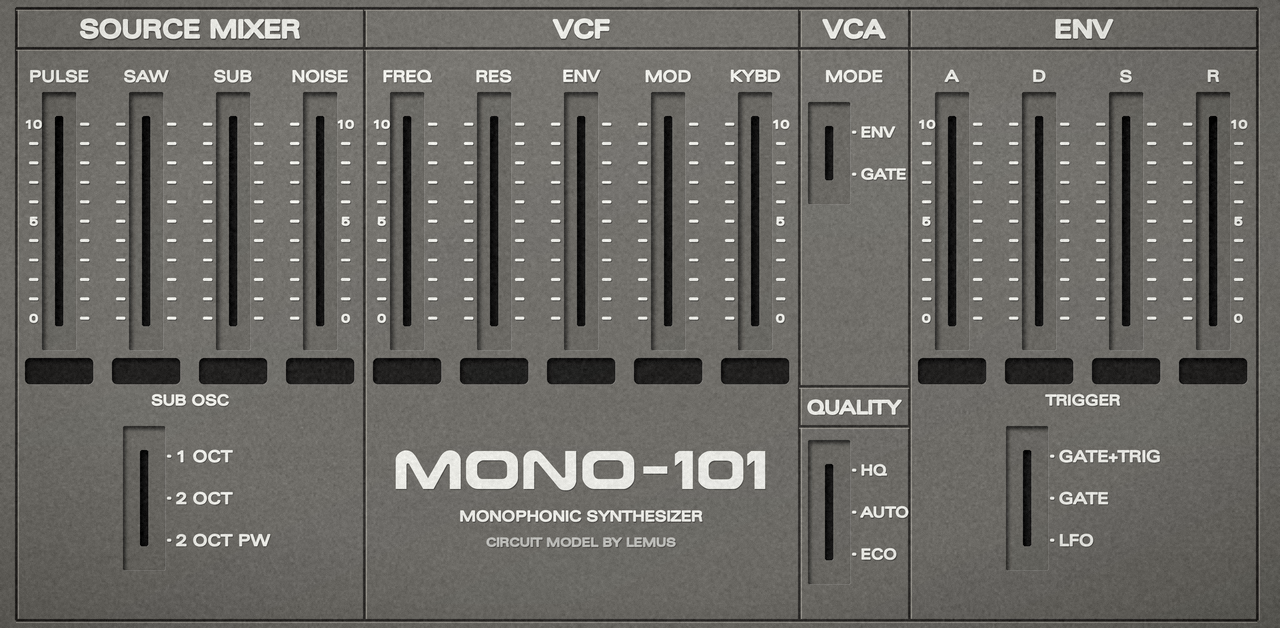 SOURCE MIXER VCF VCA ENV
PULSE SAW SUB NOISE FREQ RES ENV MOD KYBD MODE A D S R
10 10 10 10 10 10
- ENV
- GATE
5 5 5 5 5 5
0 0 0 0 0 0
SUB OSC
TRIGGER
QUALITY
- 1 OCT
- 2 OCT
- 2 OCT PW
MONO-101
MONOPHONIC SYNTHESIZER
CIRCUIT MODEL BY LEMUS
- HQ
- AUTO
- ECO
- GATE+TRIG
- GATE
- LFO